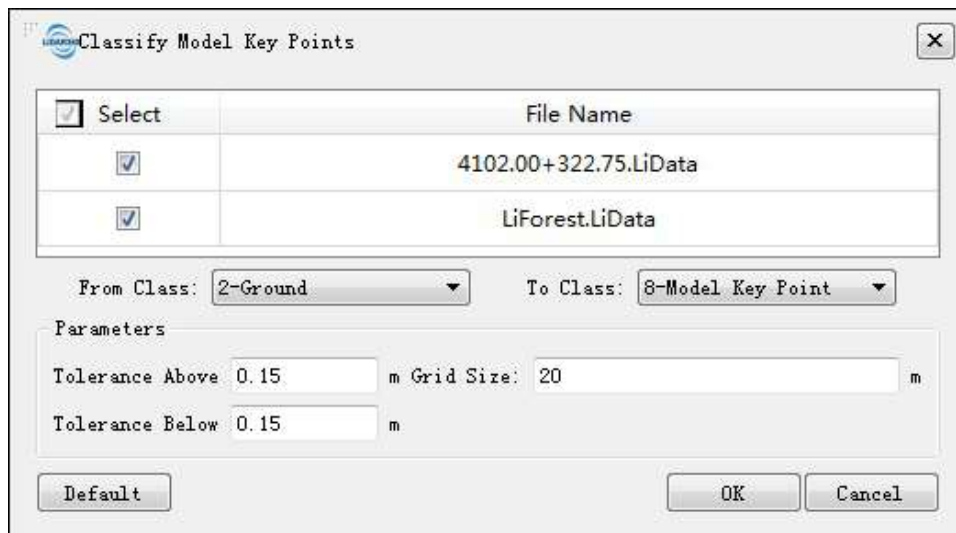 Classify Model Key Points
Select File Name
4102.00+322.75.LiData
LiForest.LiData
From Class: 2-Ground To Class: 8-Model Key Point
Parameters
Tolerance Above 0.15 m Grid Size: 20 m
Tolerance Below 0.15 m
Default OK Cancel